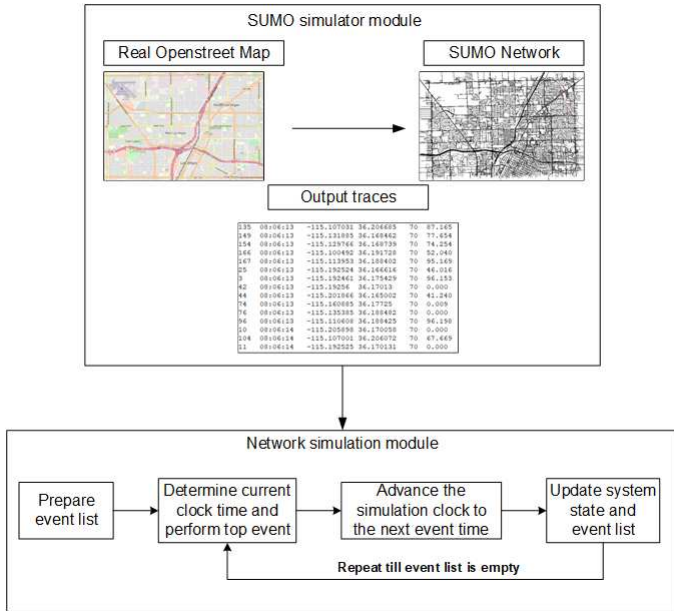 SUMO simulator module
Real Openstreet Map
SUMO Network
Output traces
135 08:06:13 -115.107031 36.206685 70 87.165
149 08:06:13 -115.131885 36.168462 70 77.654
154 08:06:13 -115.129766 36.168739 70 74.254
166 08:06:13 -115.100492 36.191728 70 52.040
167 08:06:13 -115.113953 36.188402 70 95.169
25 08:06:13 -115.192524 36.166616 70 46.016
3 08:06:13 -115.192461 36.175429 70 96.153
42 08:06:13 -115.19256 36.17013 70 0.000
44 08:06:13 -115.201866 36.165002 70 41.240
74 08:06:13 -115.160885 36.17725 70 0.009
76 08:06:13 -115.135385 36.188482 70 0.000
96 08:06:13 -115.110608 36.188425 70 96.198
10 08:06:14 -115.205898 36.170058 70 0.000
104 08:06:14 -115.107001 36.206072 70 67.669
11 08:06:14 -115.192525 36.170131 70 0.000
Network simulation module
Prepare
event list
Determine current
clock time and
perform top event
Advance the
simulation clock to
the next event time
Update system
state and
event list
Repeat till event list is empty